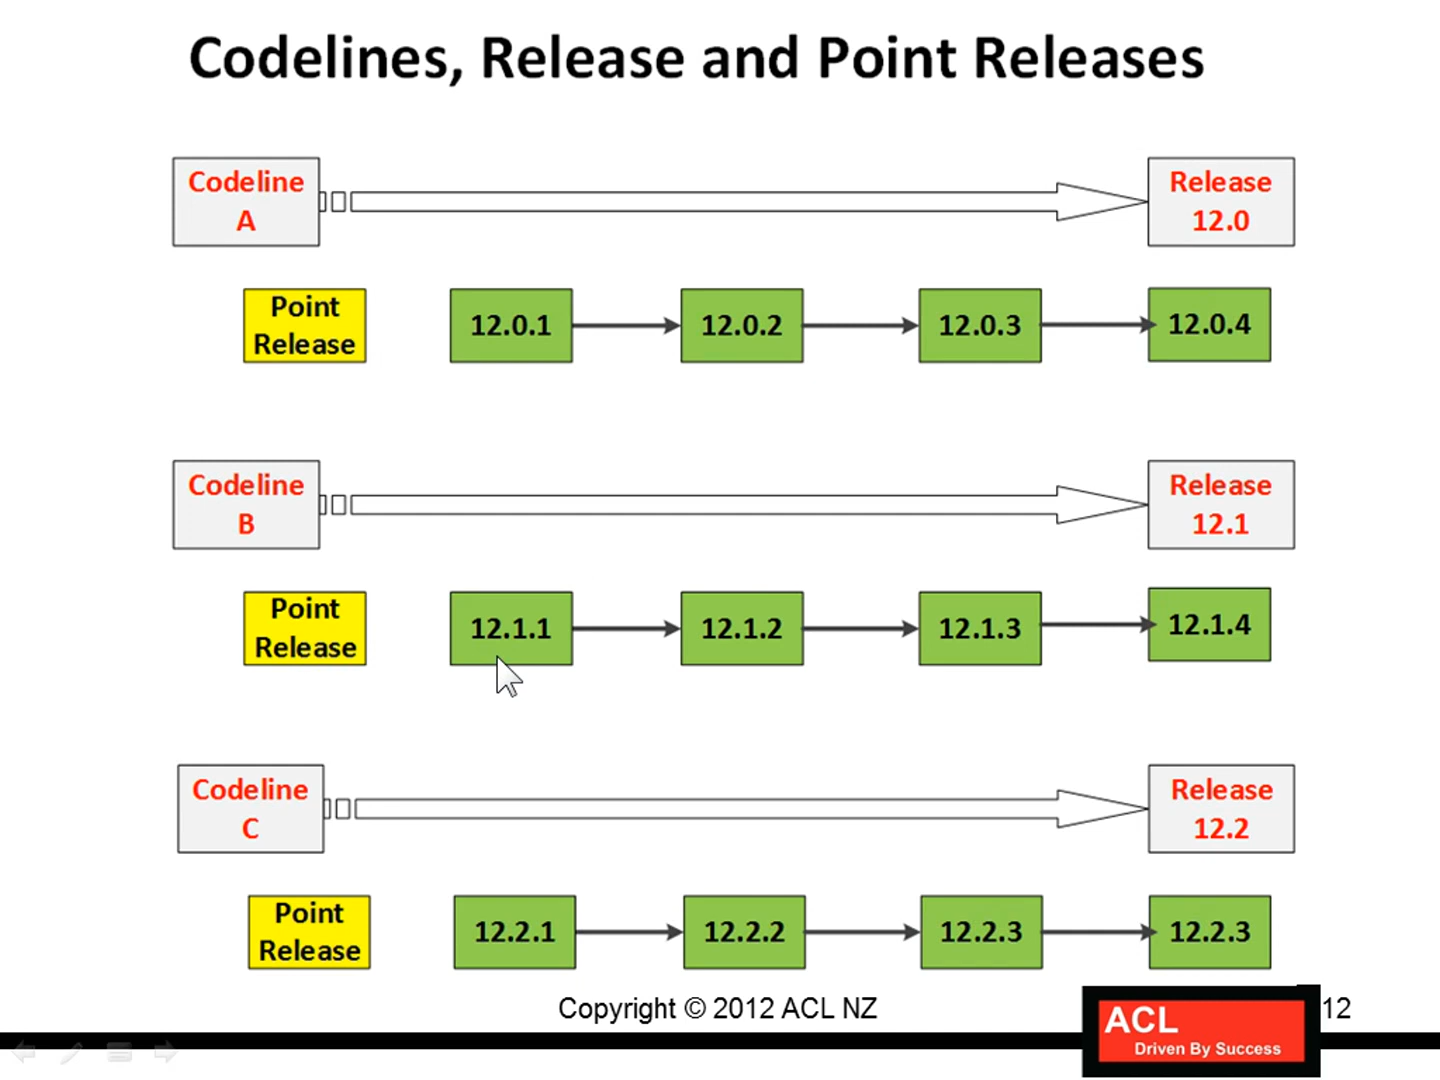 Codelines, Release and Point Releases
Codeline
A
Release
12.0
Point
Release
12.0.1
12.0.2
12.0.3
12.0.4
Codeline
B
Release
12.1
Point
Release
12.1.1
12.1.2
12.1.3
12.1.4
Codeline
C
Release
12.2
Point
Release
12.2.1
12.2.2
12.2.3
12.2.3
Copyright © 2012 ACL NZ
12
ACL
Driven By Success